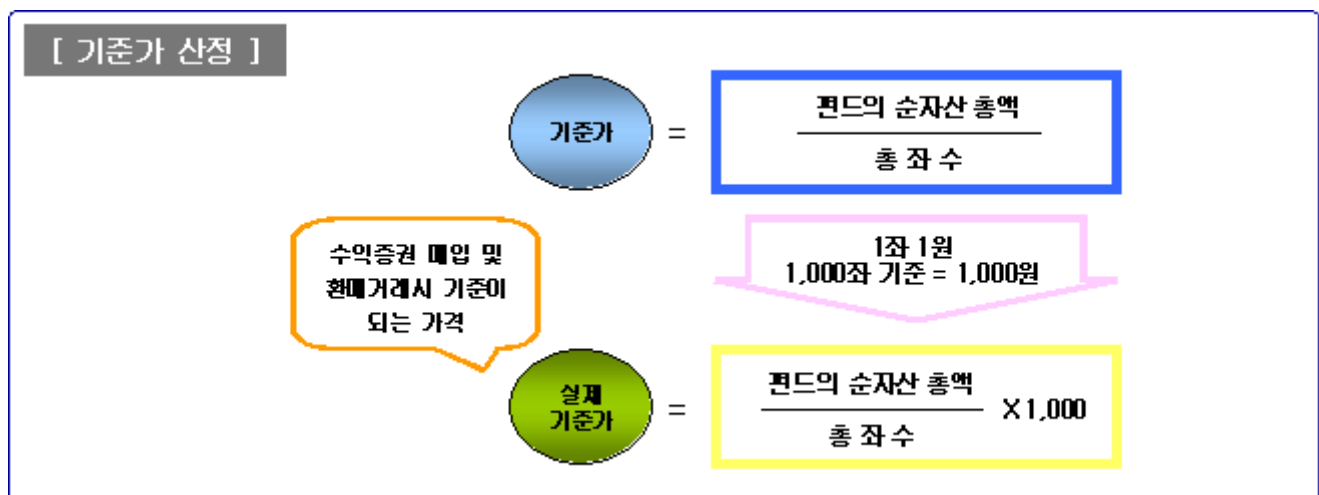 [ 기준가 산정 ]
기준가 =
펀드의 순자산 총액
총 좌 수
수익증권 매입 및
환매거래시 기준이
되는 가격
1좌 1원
1,000좌 기준 = 1,000원
실제
기준가 =
펀드의 순자산 총액
총 좌 수
X 1,000